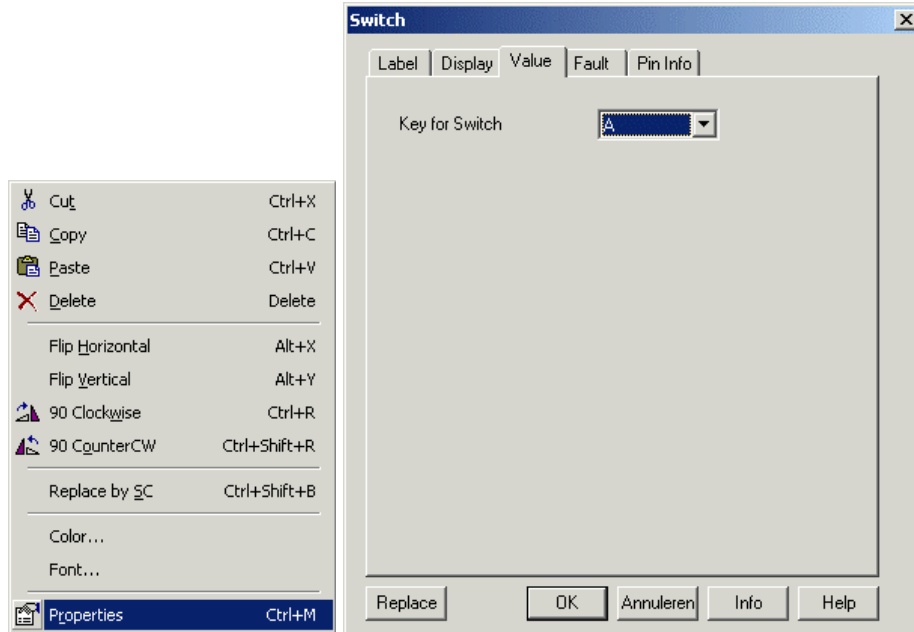 Cut Ctrl+X
Copy Ctrl+C
Paste Ctrl+V
Delete Delete
Flip Horizontal Alt+X
Flip Vertical Alt+Y
90 Clockwise Ctrl+R
90 CounterCW Ctrl+Shift+R
Replace by SC Ctrl+Shift+B
Color...
Font...
Properties Ctrl+M
Switch
Label Display Value Fault Pin Info
Key for Switch A
Replace OK Annuleren Info Help